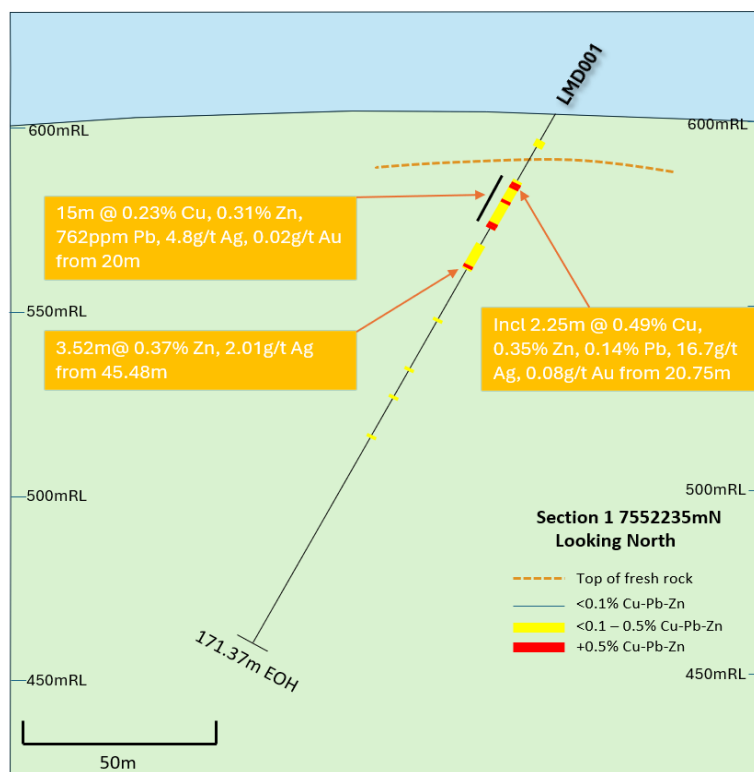 LMD001
600mRL
600mRL
15m @ 0.23% Cu, 0.31% Zn,
762ppm Pb, 4.8g/t Ag, 0.02g/t Au
from 20m
550mRL
3.52m@ 0.37% Zn, 2.01g/t Ag
from 45.48m
Incl 2.25m @ 0.49% Cu,
0.35% Zn, 0.14% Pb, 16.7g/t
Ag, 0.08g/t Au from 20.75m
500mRL
500mRL
Section 1 7552235mN
Looking North
Top of fresh rock
<0.1% Cu-Pb-Zn
<0.1 – 0.5% Cu-Pb-Zn
+0.5% Cu-Pb-Zn
171.37m EOH
450mRL
450mRL
50m